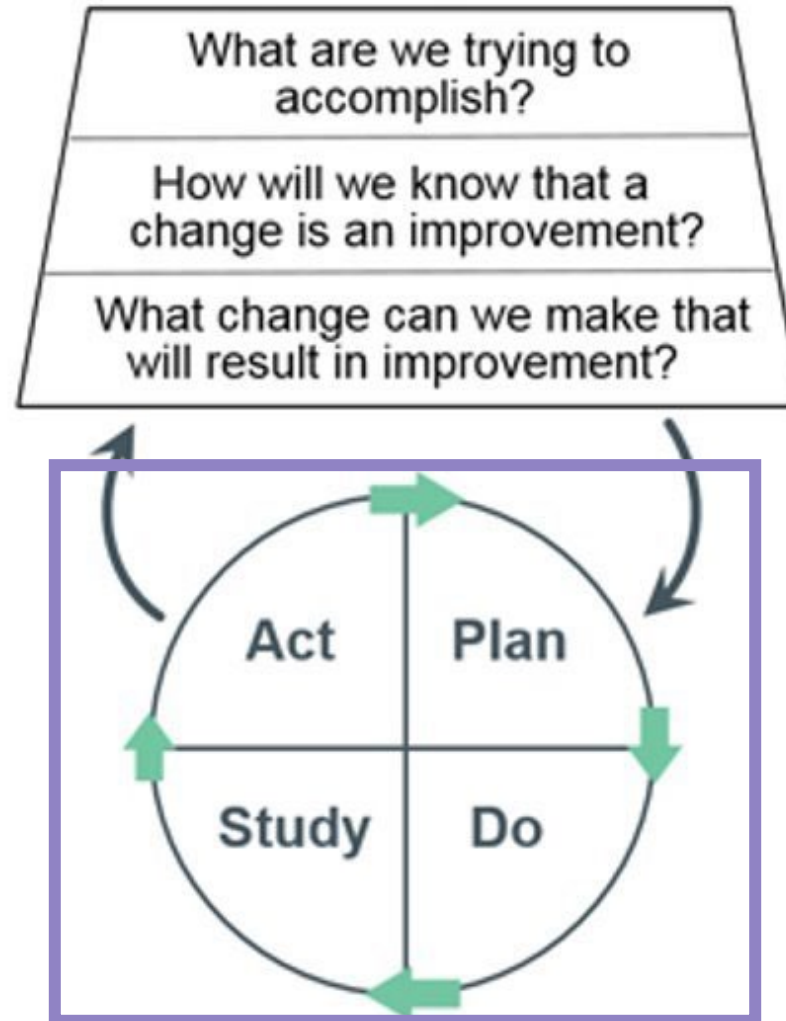 What are we trying to
accomplish?
How will we know that a
change is an improvement?
What change can we make that
will result in improvement?
Act
Plan
Study
Do